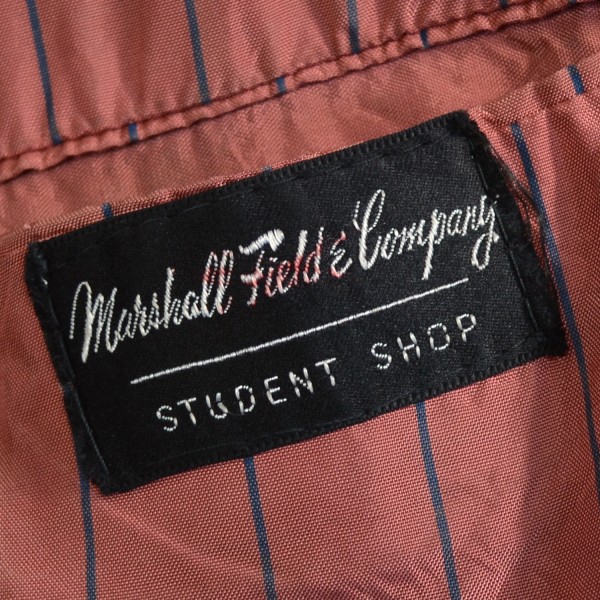 Marshall Field & Company
STUDENT SHOP